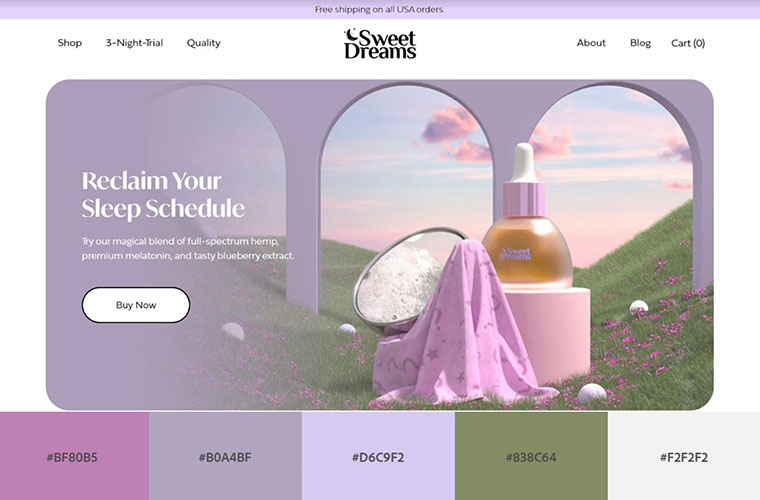 Free shipping on all USA orders.
Shop 3-Night-Trial Quality
Sweet
Dreams
About Blog Cart (0)
Reclaim Your
Sleep Schedule
Try our magical blend of full-spectrum hemp,
premium melatonin, and tasty blueberry extract.
Buy Now
Sweet
dreams
#BF80B5 #B0A4BF #D6C9F2 #838C64 #F2F2F2